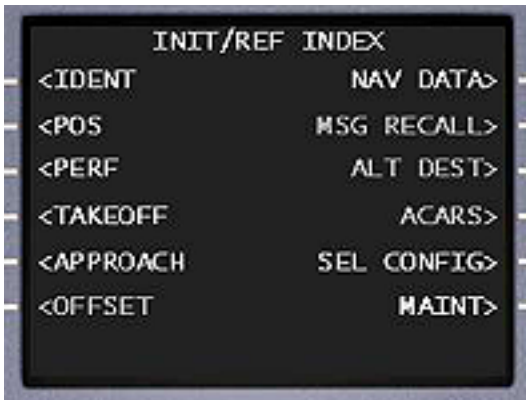 INIT/REF INDEX
<IDENT NAV DATA>
<POS MSG RECALL>
<PERF ALT DEST>
<TAKEOFF ACARS>
<APPROACH SEL CONFIG>
<OFFSET MAINT>